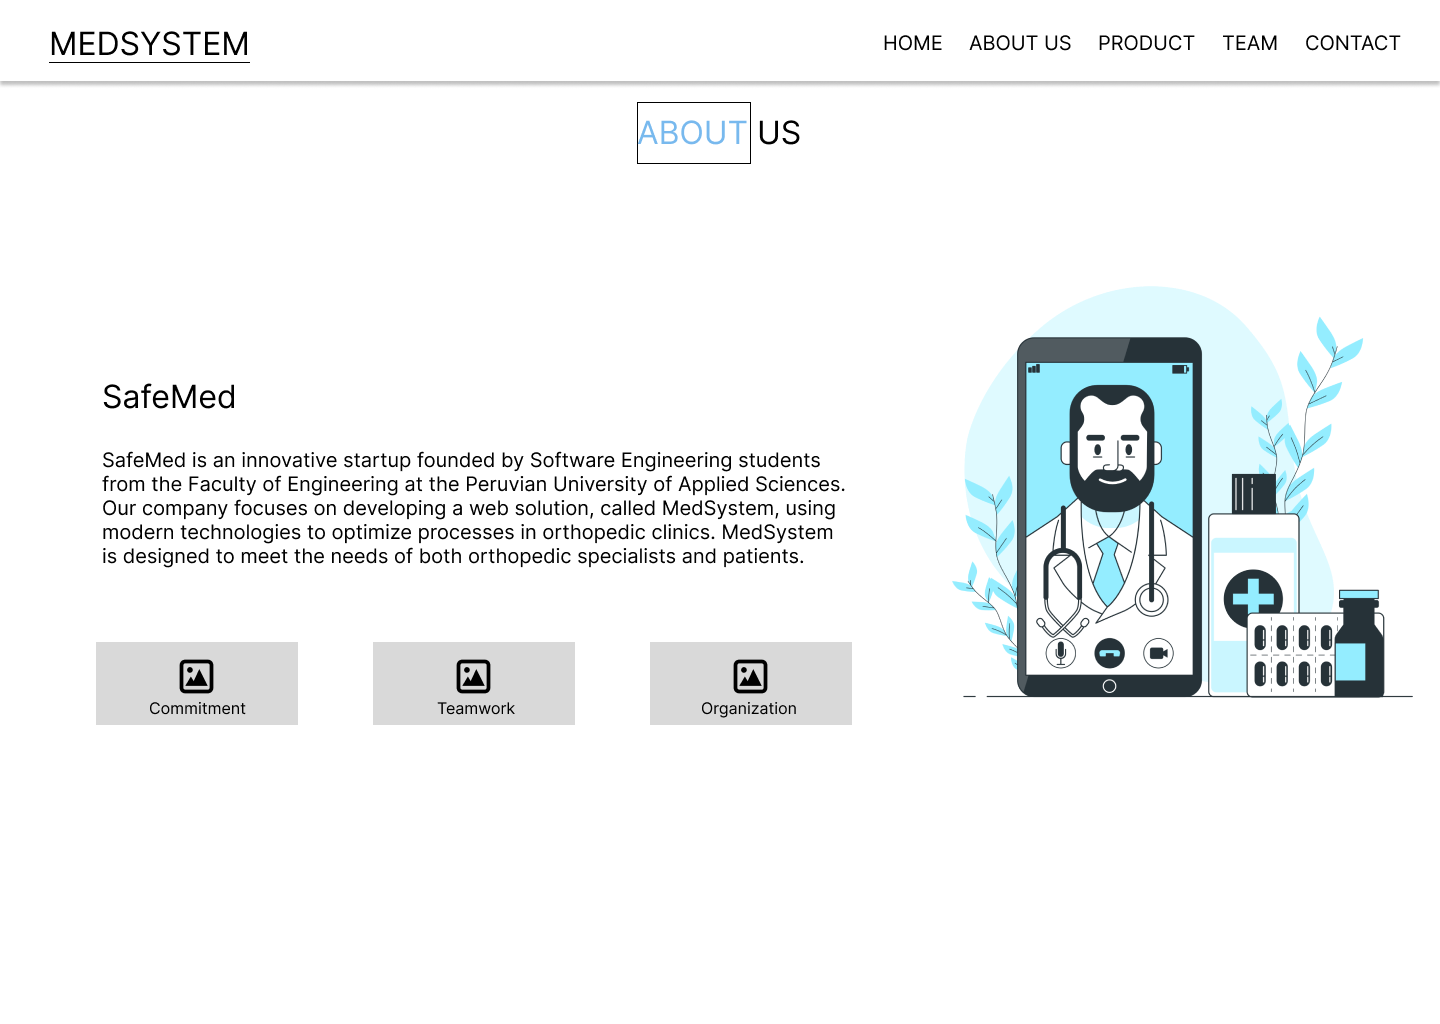 MEDSYSTEM
HOME ABOUT US PRODUCT TEAM CONTACT
ABOUT US
SafeMed
SafeMed is an innovative startup founded by Software Engineering students
from the Faculty of Engineering at the Peruvian University of Applied Sciences.
Our company focuses on developing a web solution, called MedSystem, using
modern technologies to optimize processes in orthopedic clinics. MedSystem
is designed to meet the needs of both orthopedic specialists and patients.
Commitment
Teamwork
Organization